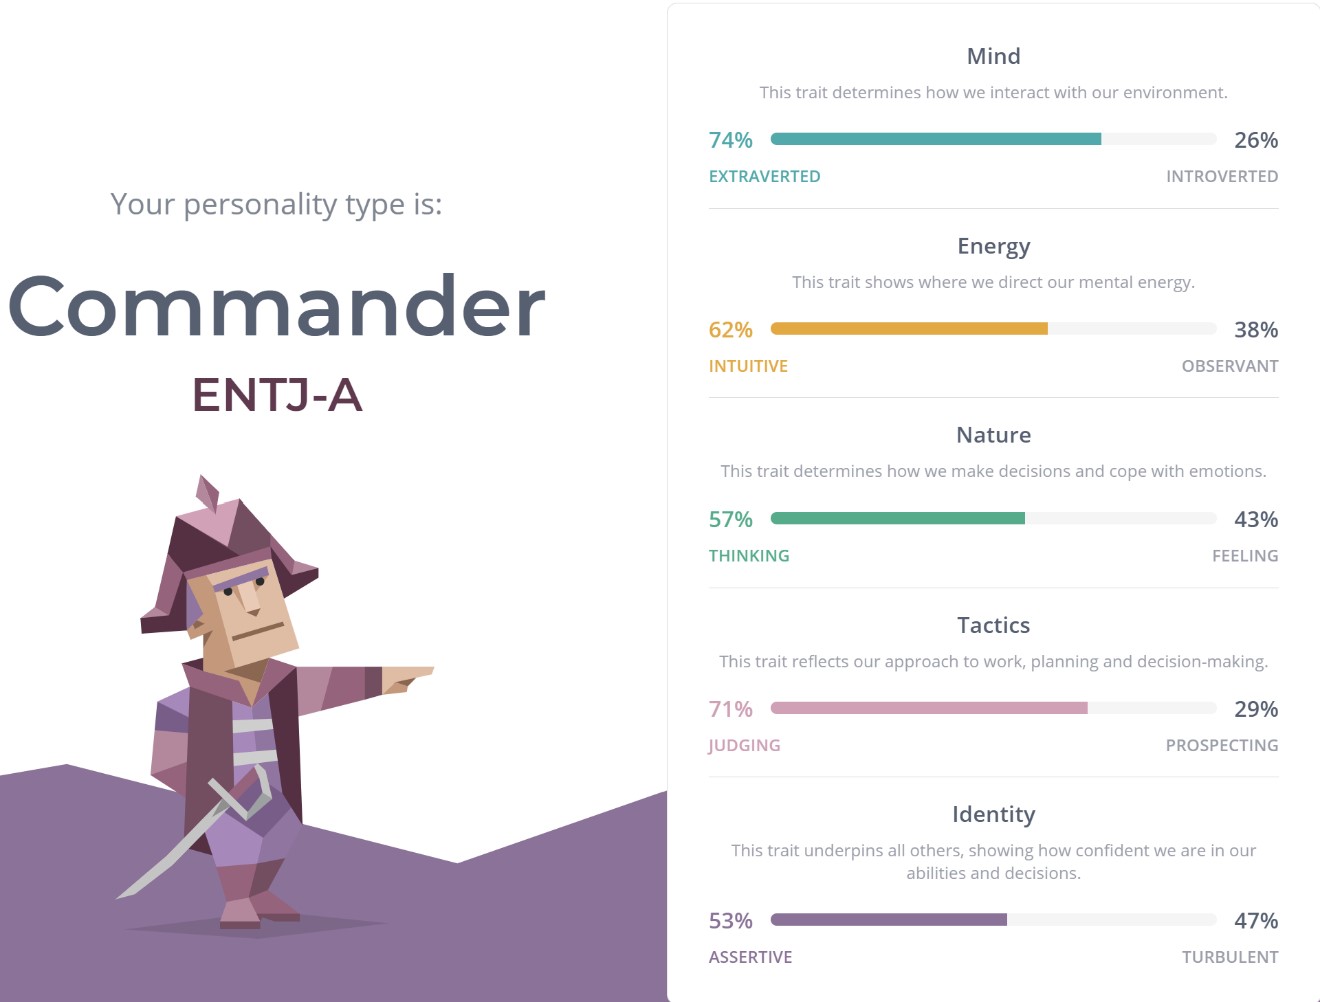 Your personality type is:
Commander
ENTJ-A
Mind
This trait determines how we interact with our environment.
74% 26%
EXTRAVERTED INTROVERTED
Energy
This trait shows where we direct our mental energy.
62% 38%
INTUITIVE OBSERVANT
Nature
This trait determines how we make decisions and cope with emotions.
57% 43%
THINKING FEELING
Tactics
This trait reflects our approach to work, planning and decision-making.
71% 29%
JUDGING PROSPECTING
Identity
This trait underpins all others, showing how confident we are in our
abilities and decisions.
53% 47%
ASSERTIVE TURBULENT